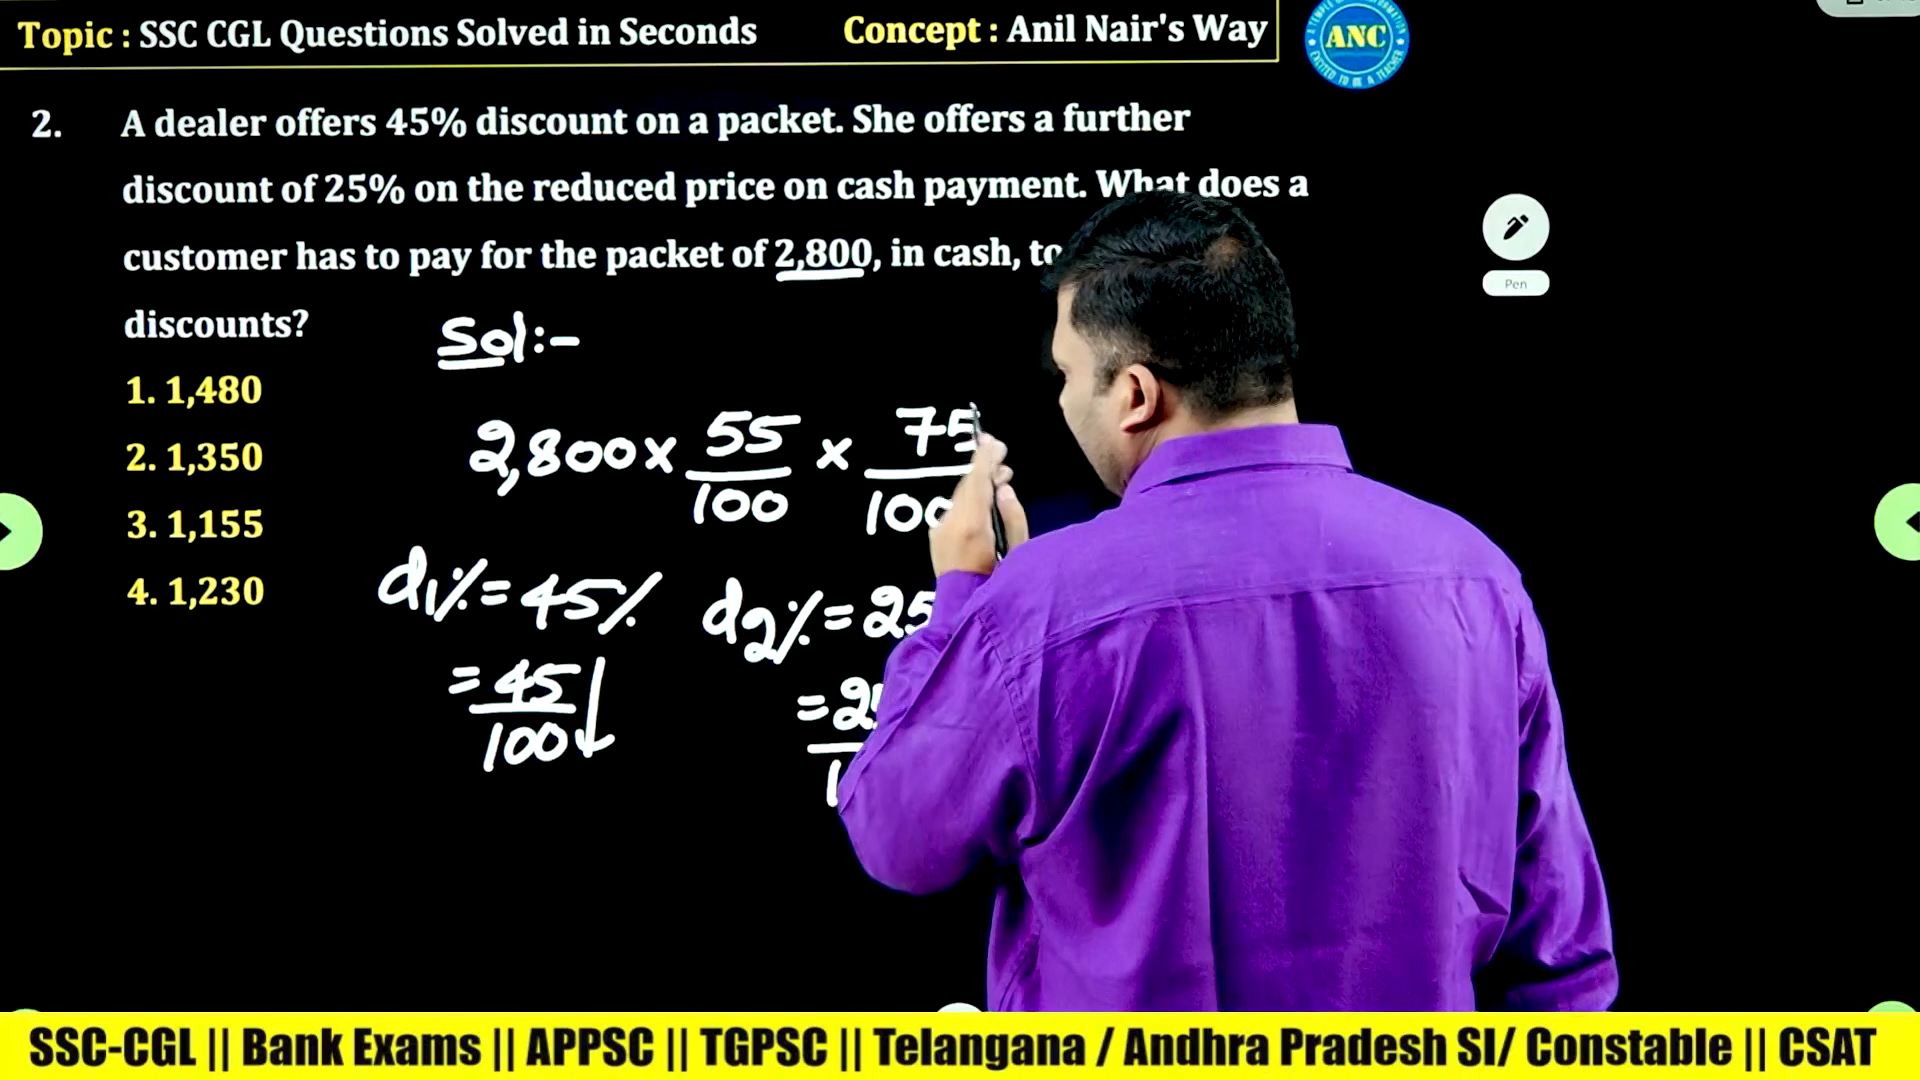 Topic : SSC CGL Questions Solved in Seconds
Concept : Anil Nair's Way
ANC
2. A dealer offers 45% discount on a packet. She offers a further
discount of 25% on the reduced price on cash payment. What does a
customer has to pay for the packet of 2,800, in cash, to
discounts?
Sol:-
1. 1,480
2. 1,350
3. 1,155
4. 1,230
2,800 x 55/100 x 75/100
d1% = 45% d2% = 25
= 45/100
Pen
SSC-CGL || Bank Exams || APPSC || TGPSC || Telangana / Andhra Pradesh SI/ Constable || CSAT